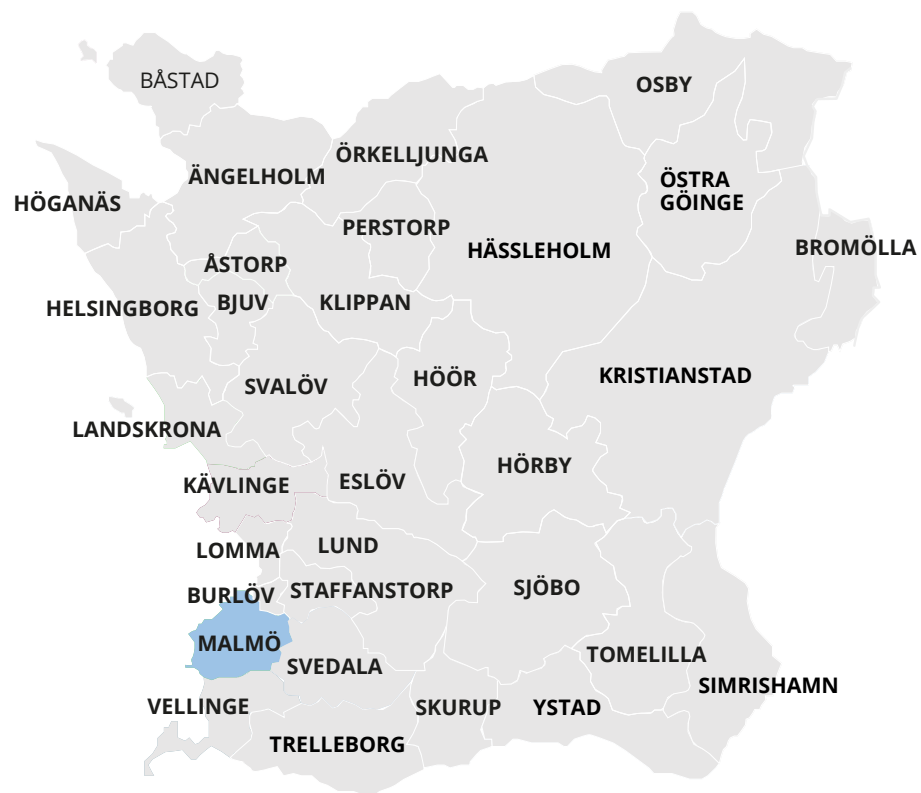 BÅSTAD
OSBY
ÖRKELLJUNGA
ÄNGELHOLM
ÖSTRA
GÖINGE
HÖGANÄS
PERSTORP
HÄSSLEHOLM
BROMÖLLA
ÅSTORP
BJUV
KLIPPAN
HELSINGBORG
KRISTIANSTAD
HÖÖR
SVALÖV
LANDSKRONA
HÖRBY
ESLÖV
KÄVLINGE
LUND
LOMMA
SJÖBO
STAFFANSTORP
BURLÖV
MALMÖ
TOMELILLA
SVEDALA
SIMRISHAMN
VELLINGE
SKURUP
YSTAD
TRELLEBORG